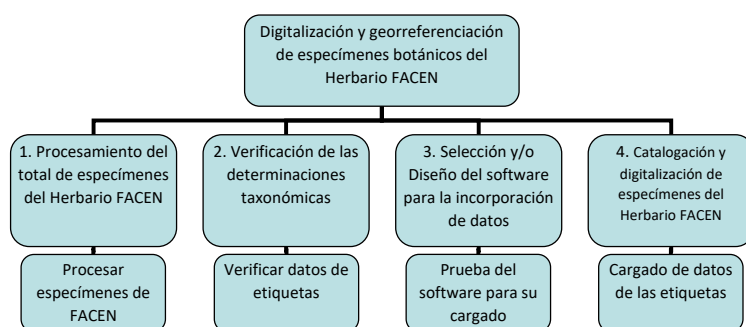 Digitalización y georreferenciación
de especímenes botánicos del
Herbario FACEN
1. Procesamiento del
total de especímenes
del Herbario FACEN
2. Verificación de las
determinaciones
taxonómicas
3. Selección y/o
Diseño del software
para la incorporación
de datos
4. Catalogación y
digitalización de
especímenes del
Herbario FACEN
Procesar
especímenes de
FACEN
Verificar datos de
etiquetas
Prueba del
software para su
cargado
Cargado de datos
de las etiquetas